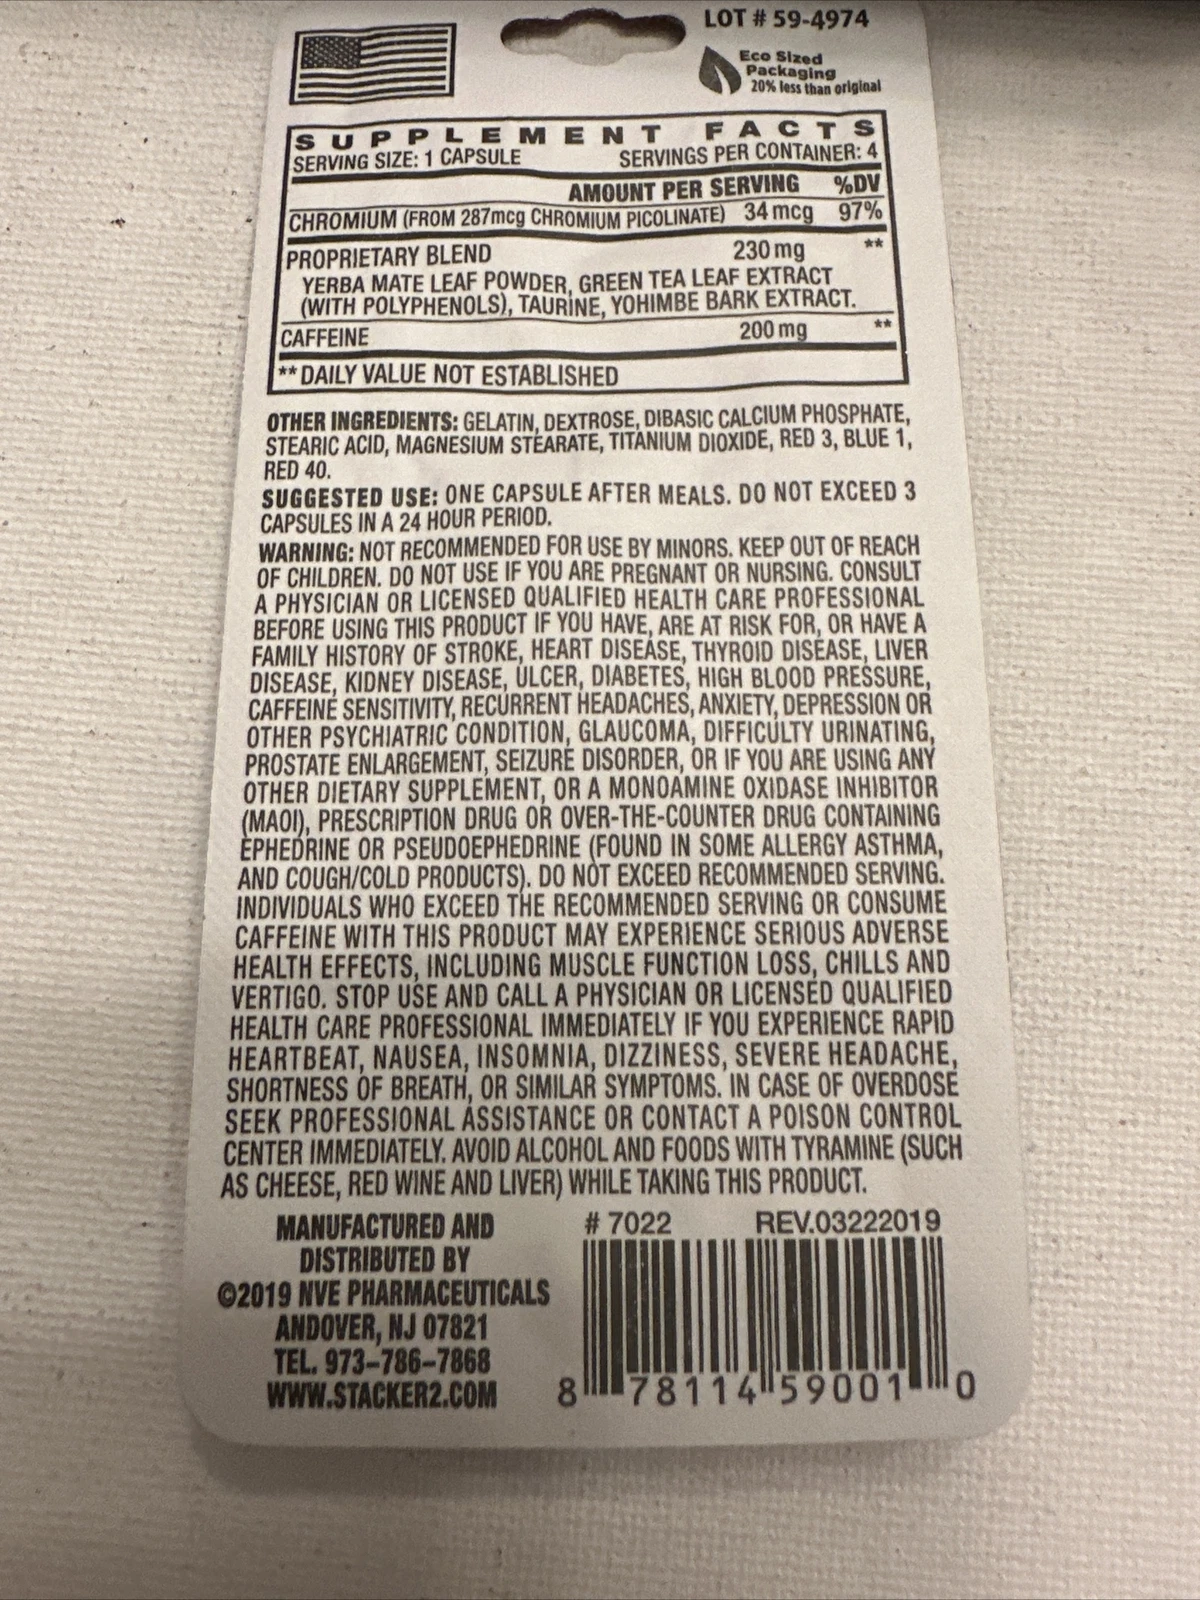 LOT # 59-4974
Eco Sized
Packaging
20% less than original
SUPPLEMENT FACTS
SERVING SIZE: 1 CAPSULE SERVINGS PER CONTAINER: 4
AMOUNT PER SERVING %DV
CHROMIUM (FROM 287mcg CHROMIUM PICOLINATE) 34 mcg 97%
PROPRIETARY BLEND 230 mg **
YERBA MATE LEAF POWDER, GREEN TEA LEAF EXTRACT
(WITH POLYPHENOLS), TAURINE, YOHIMBE BARK EXTRACT.
CAFFEINE 200 mg **
** DAILY VALUE NOT ESTABLISHED
OTHER INGREDIENTS: GELATIN, DEXTROSE, DIBASIC CALCIUM PHOSPHATE,
STEARIC ACID, MAGNESIUM STEARATE, TITANIUM DIOXIDE, RED 3, BLUE 1,
RED 40.
SUGGESTED USE: ONE CAPSULE AFTER MEALS. DO NOT EXCEED 3
CAPSULES IN A 24 HOUR PERIOD.
WARNING: NOT RECOMMENDED FOR USE BY MINORS. KEEP OUT OF REACH
OF CHILDREN. DO NOT USE IF YOU ARE PREGNANT OR NURSING. CONSULT
A PHYSICIAN OR LICENSED QUALIFIED HEALTH CARE PROFESSIONAL
BEFORE USING THIS PRODUCT IF YOU HAVE, ARE AT RISK FOR, OR HAVE A
FAMILY HISTORY OF STROKE, HEART DISEASE, THYROID DISEASE, LIVER
DISEASE, KIDNEY DISEASE, ULCER, DIABETES, HIGH BLOOD PRESSURE,
CAFFEINE SENSITIVITY, RECURRENT HEADACHES, ANXIETY, DEPRESSION OR
OTHER PSYCHIATRIC CONDITION, GLAUCOMA, DIFFICULTY URINATING,
PROSTATE ENLARGEMENT, SEIZURE DISORDER, OR IF YOU ARE USING ANY
OTHER DIETARY SUPPLEMENT, OR A MONOAMINE OXIDASE INHIBITOR
(MAOI), PRESCRIPTION DRUG OR OVER-THE-COUNTER DRUG CONTAINING
EPHEDRINE OR PSEUDOEPHEDRINE (FOUND IN SOME ALLERGY ASTHMA,
AND COUGH/COLD PRODUCTS). DO NOT EXCEED RECOMMENDED SERVING.
INDIVIDUALS WHO EXCEED THE RECOMMENDED SERVING OR CONSUME
CAFFEINE WITH THIS PRODUCT MAY EXPERIENCE SERIOUS ADVERSE
HEALTH EFFECTS, INCLUDING MUSCLE FUNCTION LOSS, CHILLS AND
VERTIGO. STOP USE AND CALL A PHYSICIAN OR LICENSED QUALIFIED
HEALTH CARE PROFESSIONAL IMMEDIATELY IF YOU EXPERIENCE RAPID
HEARTBEAT, NAUSEA, INSOMNIA, DIZZINESS, SEVERE HEADACHE,
SHORTNESS OF BREATH, OR SIMILAR SYMPTOMS. IN CASE OF OVERDOSE
SEEK PROFESSIONAL ASSISTANCE OR CONTACT A POISON CONTROL
CENTER IMMEDIATELY. AVOID ALCOHOL AND FOODS WITH TYRAMINE (SUCH
AS CHEESE, RED WINE AND LIVER) WHILE TAKING THIS PRODUCT.
MANUFACTURED AND
DISTRIBUTED BY
©2019 NVE PHARMACEUTICALS
ANDOVER, NJ 07821
TEL. 973-786-7868
WWW.STACKER2.COM
# 7022 REV.03222019
8 78114 59001 0